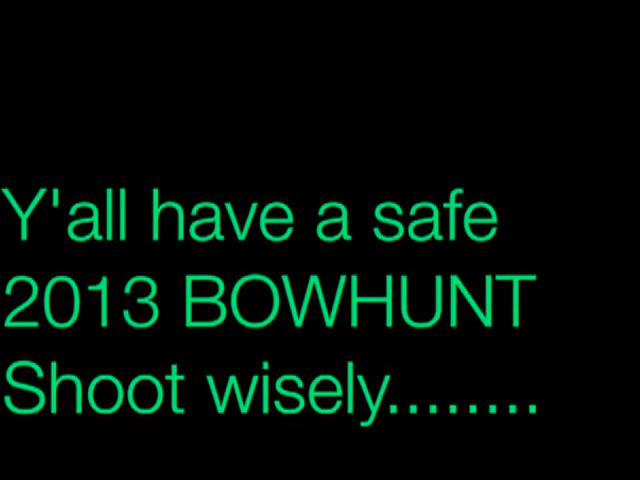 Y'all have a safe
2013 BOWHUNT
Shoot wisely........